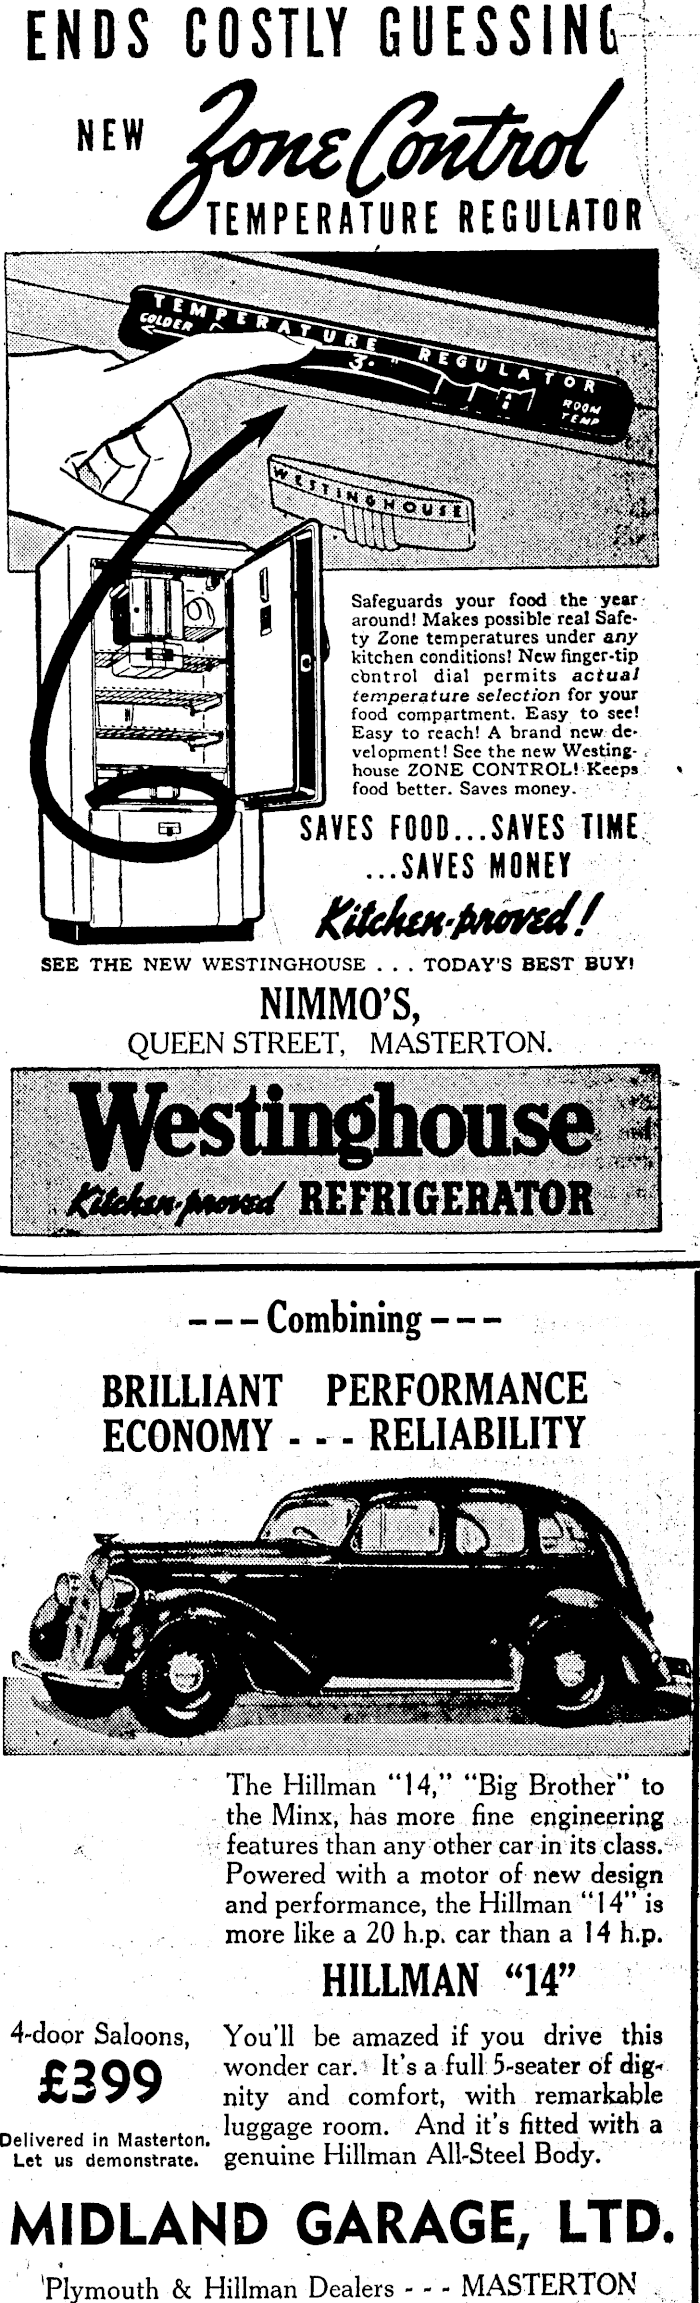 ENDS COSTLY GUESSING
NEW Zone Control
TEMPERATURE REGULATOR
TEMPERATURE REGULATOR
COLDER
3.
ROOM
TEMP
WESTINGHOUSE
Safeguards your food the year
around! Makes possible real Safe-
ty Zone temperatures under any
kitchen conditions! New finger-tip
control dial permits actual
temperature selection for your
food compartment. Easy to see!
Easy to reach! A brand new de-
velopment! See the new Westing-
house ZONE CONTROL! Keeps
food better. Saves money.
SAVES FOOD...SAVES TIME
...SAVES MONEY
Kitchen-proved!
SEE THE NEW WESTINGHOUSE . . . TODAY'S BEST BUY!
NIMMO'S,
QUEEN STREET, MASTERTON.
Westinghouse
Kitchen-proved REFRIGERATOR
--- Combining ---
BRILLIANT PERFORMANCE
ECONOMY - - - RELIABILITY
The Hillman "14," "Big Brother" to
the Minx, has more fine engineering
features than any other car in its class.
Powered with a motor of new design
and performance, the Hillman "14" is
more like a 20 h.p. car than a 14 h.p.
HILLMAN "14"
4-door Saloons,
£399
Delivered in Masterton.
Let us demonstrate.
You'll be amazed if you drive this
wonder car. It's a full 5-seater of dig-
nity and comfort, with remarkable
luggage room. And it's fitted with a
genuine Hillman All-Steel Body.
MIDLAND GARAGE, LTD.
Plymouth & Hillman Dealers - - - MASTERTON